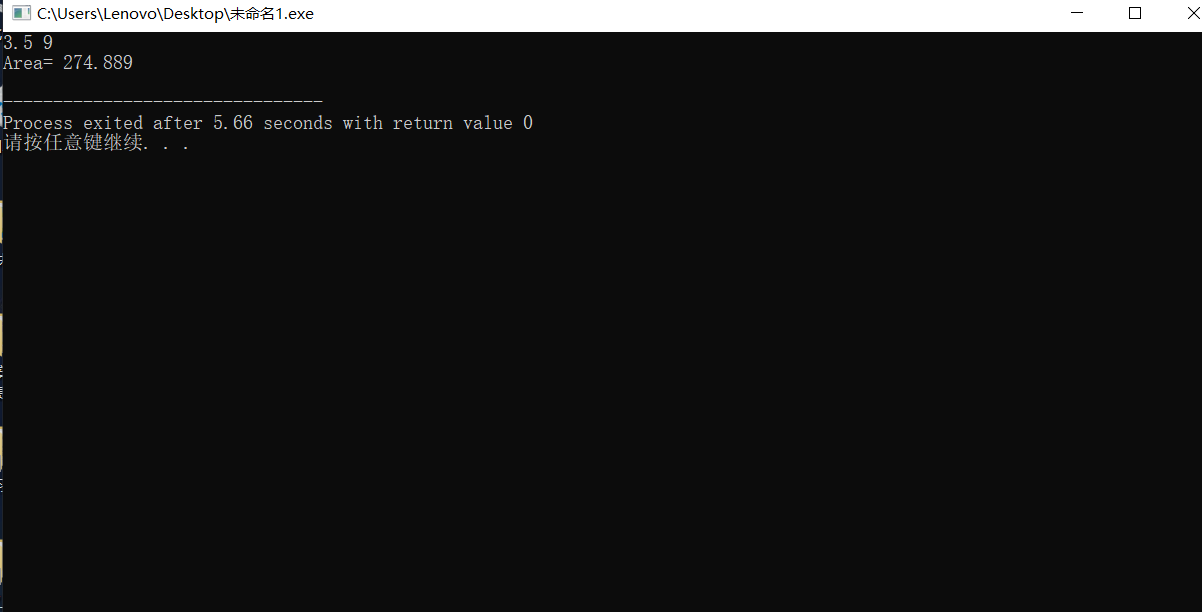 C:\Users\Lenovo\Desktop\未命名1.exe
3.5 9
Area= 274.889
--------------------------------
Process exited after 5.66 seconds with return value 0
请按任意键继续. . .